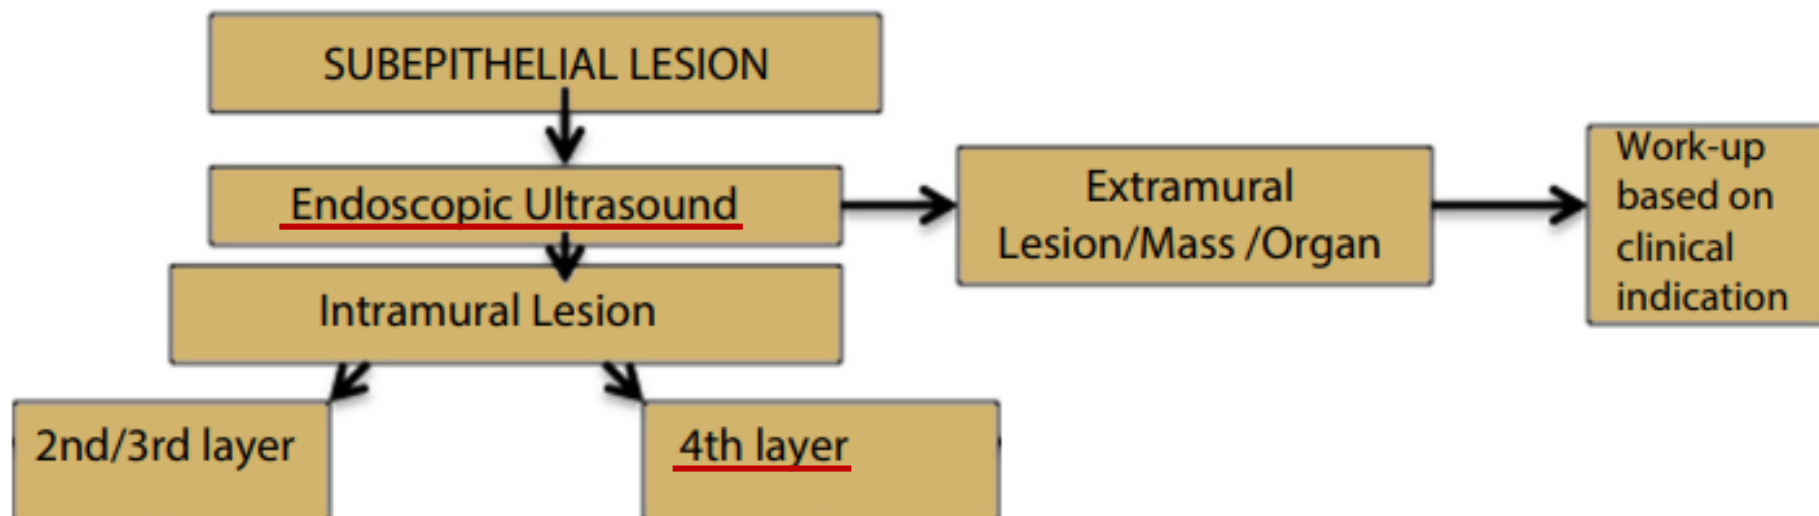 SUBEPITHELIAL LESION
Endoscopic Ultrasound
Extramural
Lesion/Mass /Organ
Work-up
based on
clinical
indication
Intramural Lesion
2nd/3rd layer
4th layer